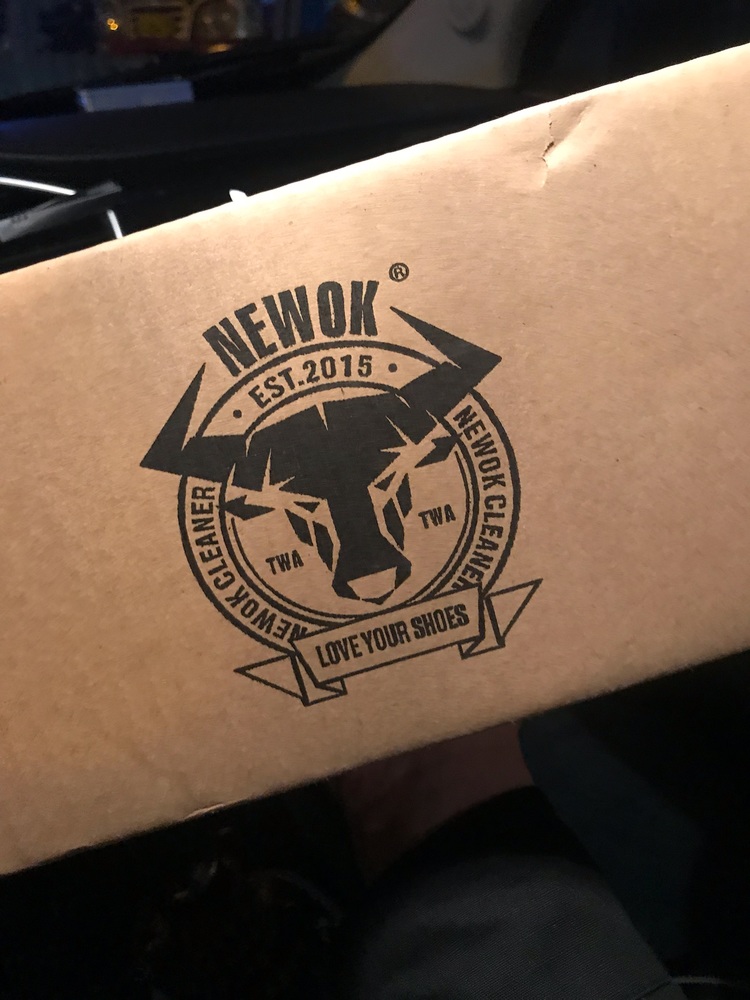 NEWOK ®
· EST.2015 ·
NEWOK CLEANER
NEWOK CLEANER
TWA
TWA
LOVE YOUR SHOES